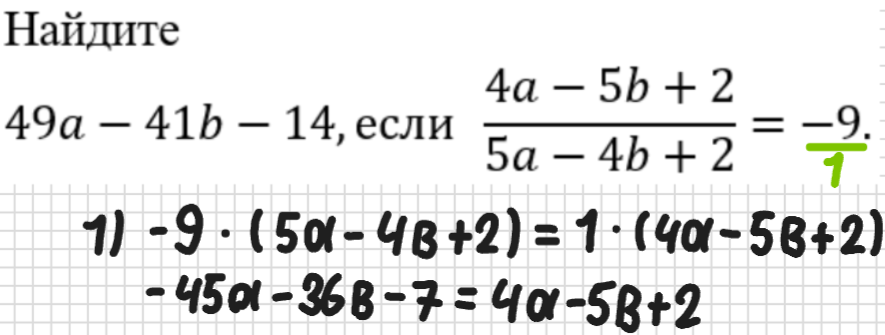 Найдите
49a − 41b − 14, если (4a − 5b + 2)/(5a − 4b + 2) = −9/1.
1) -9 · (5a - 4в + 2) = 1 · (4a - 5в + 2)
-45a - 36в - 7 = 4a - 5в + 2